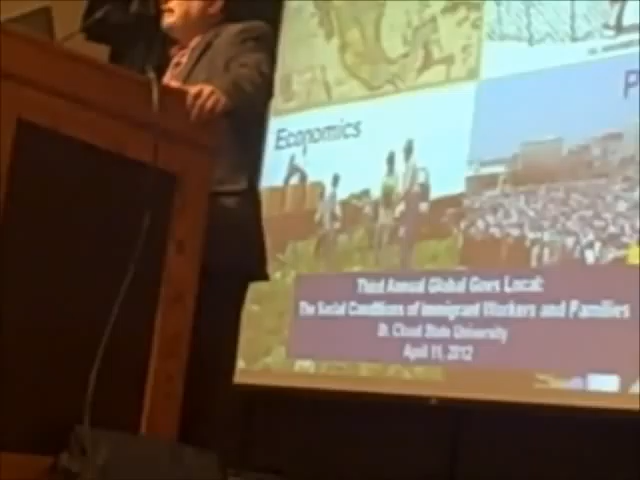 Economics
P
Third Annual Global Goes Local:
The Social Conditions of Immigrant Workers and Families
St. Cloud State University
April 11, 2012